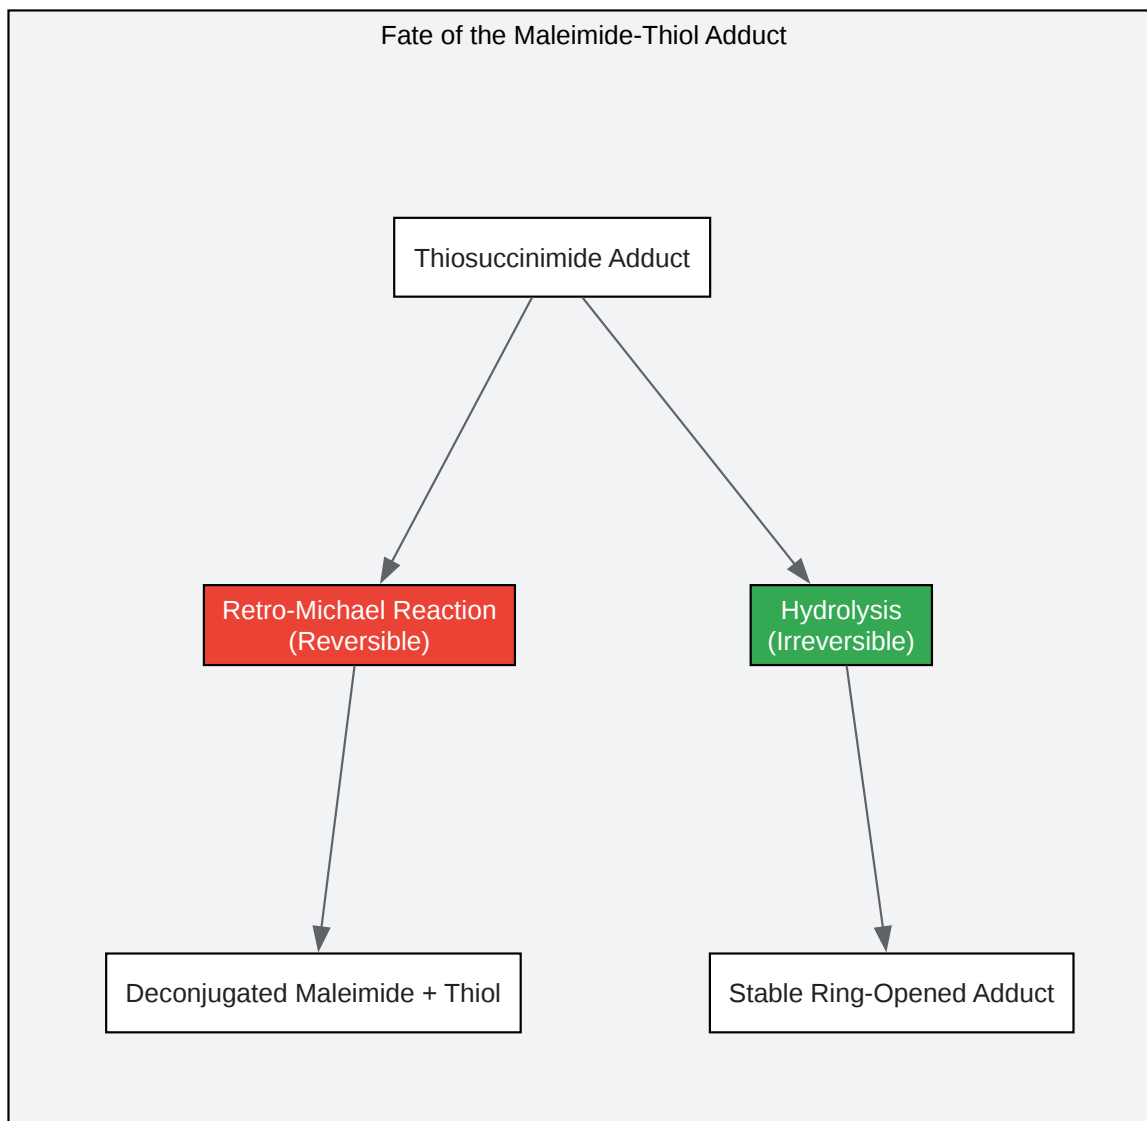 Fate of the Maleimide-Thiol Adduct
Thiosuccinimide Adduct
Retro-Michael Reaction
(Reversible)
Hydrolysis
(Irreversible)
Deconjugated Maleimide + Thiol
Stable Ring-Opened Adduct